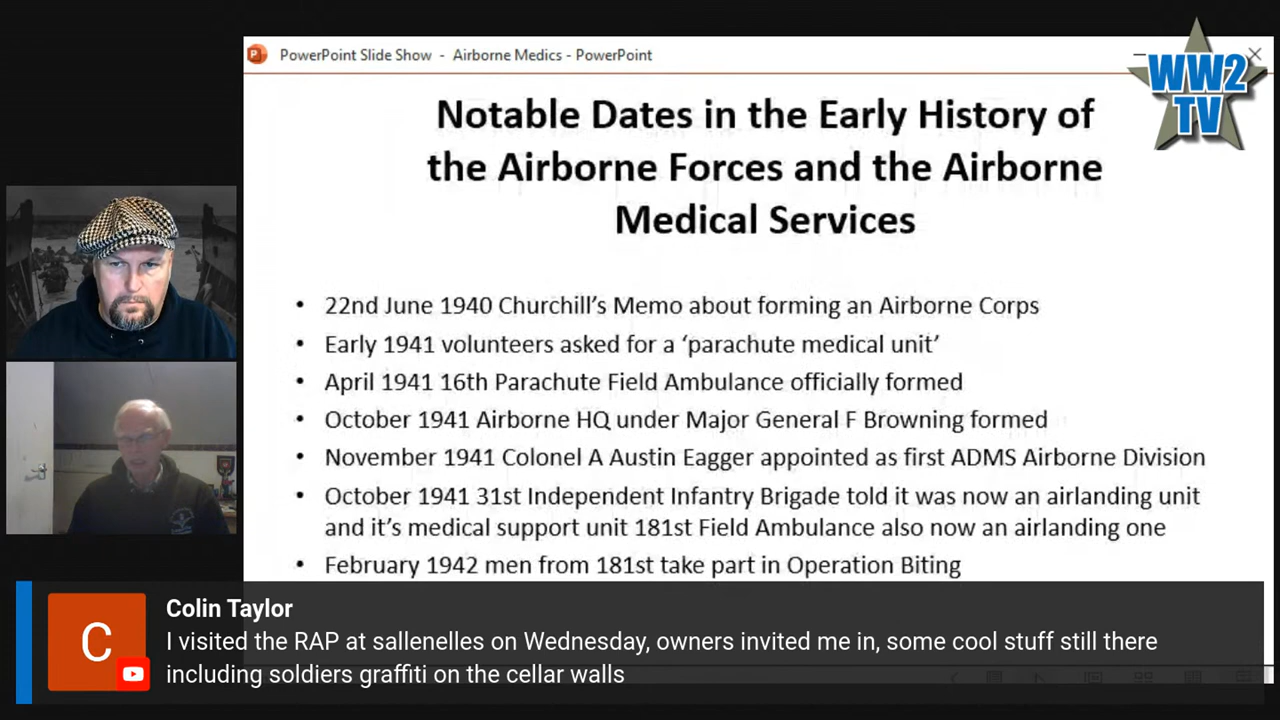 PowerPoint Slide Show - Airborne Medics - PowerPoint
WW2
TV
Notable Dates in the Early History of
the Airborne Forces and the Airborne
Medical Services
• 22nd June 1940 Churchill's Memo about forming an Airborne Corps
• Early 1941 volunteers asked for a 'parachute medical unit'
• April 1941 16th Parachute Field Ambulance officially formed
• October 1941 Airborne HQ under Major General F Browning formed
• November 1941 Colonel A Austin Eagger appointed as first ADMS Airborne Division
• October 1941 31st Independent Infantry Brigade told it was now an airlanding unit
and it's medical support unit 181st Field Ambulance also now an airlanding one
• February 1942 men from 181st take part in Operation Biting
C
Colin Taylor
I visited the RAP at sallenelles on Wednesday, owners invited me in, some cool stuff still there
including soldiers graffiti on the cellar walls